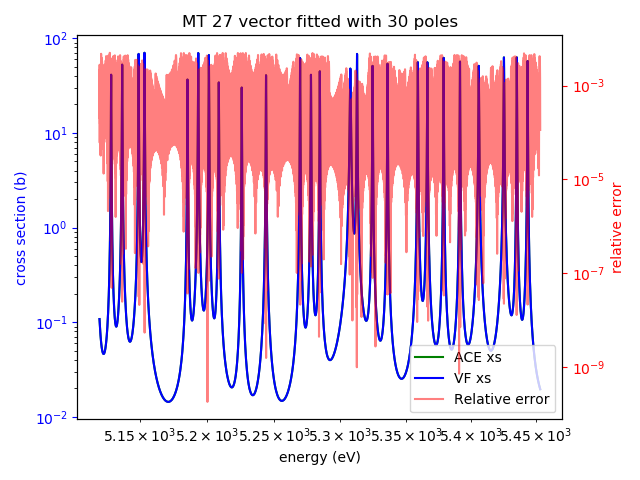 MT 27 vector fitted with 30 poles
10²
10¹
10⁰
10⁻¹
10⁻²
cross section (b)
10⁻³
10⁻⁵
10⁻⁷
10⁻⁹
relative error
ACE xs
VF xs
Relative error
5.15 × 10³ 5.2 × 10³ 5.25 × 10³ 5.3 × 10³ 5.35 × 10³ 5.4 × 10³ 5.45 × 10³
energy (eV)